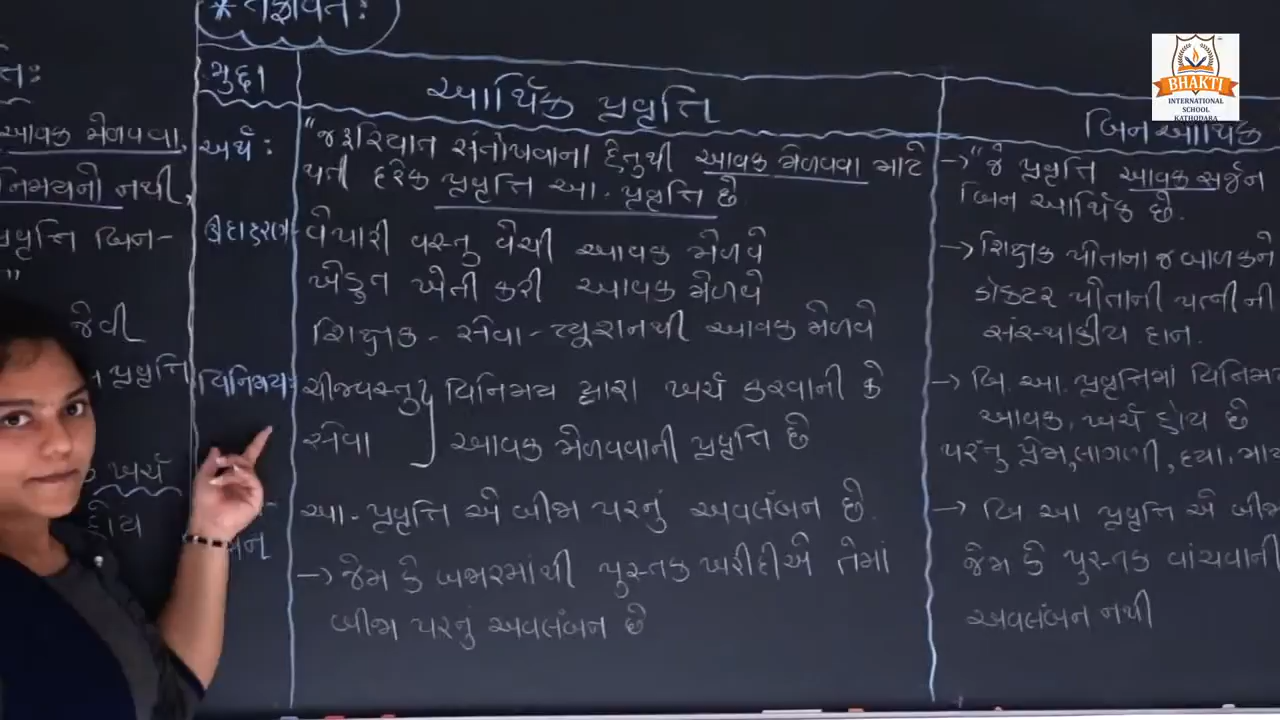 * તફાવત :
મુદ્દા
આર્થિક પ્રવૃત્તિ
બિન આર્થિક
આવક મેળવવા
નિમયનો નથી,
પ્રવૃત્તિ બિન-
"
જેવી
પ્રવૃત્તિ
ખર્ચ
હોય
અર્થ :
"જરૂરિયાત સંતોષવાના હેતુથી આવક મેળવવા માટે
થતી દરેક પ્રવૃત્તિ આ. પ્રવૃત્તિ છે
→ "જે પ્રવૃત્તિ આવક સર્જન
બિન આર્થિક છે.
ઉદાહરણ- વેપારી વસ્તુ વેચી આવક મેળવે
ખેડુત ખેતી કરી આવક મેળવે
શિક્ષક - સેવા - ટ્યૂશનથી આવક મેળવે
→ શિક્ષક પોતાના જ બાળકને
ડોક્ટર પોતાની પત્નીની
સંસ્થાકીય દાન.
વિનિમય: ચીજવસ્તુ } વિનિમય દ્વારા ખર્ચ કરવાની કે
સેવા } આવક મેળવવાની પ્રવૃત્તિ છે
→ બિ. આ. પ્રવૃત્તિમાં વિનિમય
આવક, ખર્ચ હોય છે
પરંતુ પ્રેમ, લાગણી, દયા,
આ. પ્રવૃત્તિ એ બીજા પરનું અવલંબન છે.
→ જેમ કે બજારમાંથી પુસ્તક ખરીદીએ તેમાં
બીજા પરનું અવલંબન છે
→ બિ આ પ્રવૃત્તિ એ બીજા
જેમ કે પુસ્તક વાંચવાની
અવલંબન નથી
BHAKTI
INTERNATIONAL
SCHOOL
KATHODARA